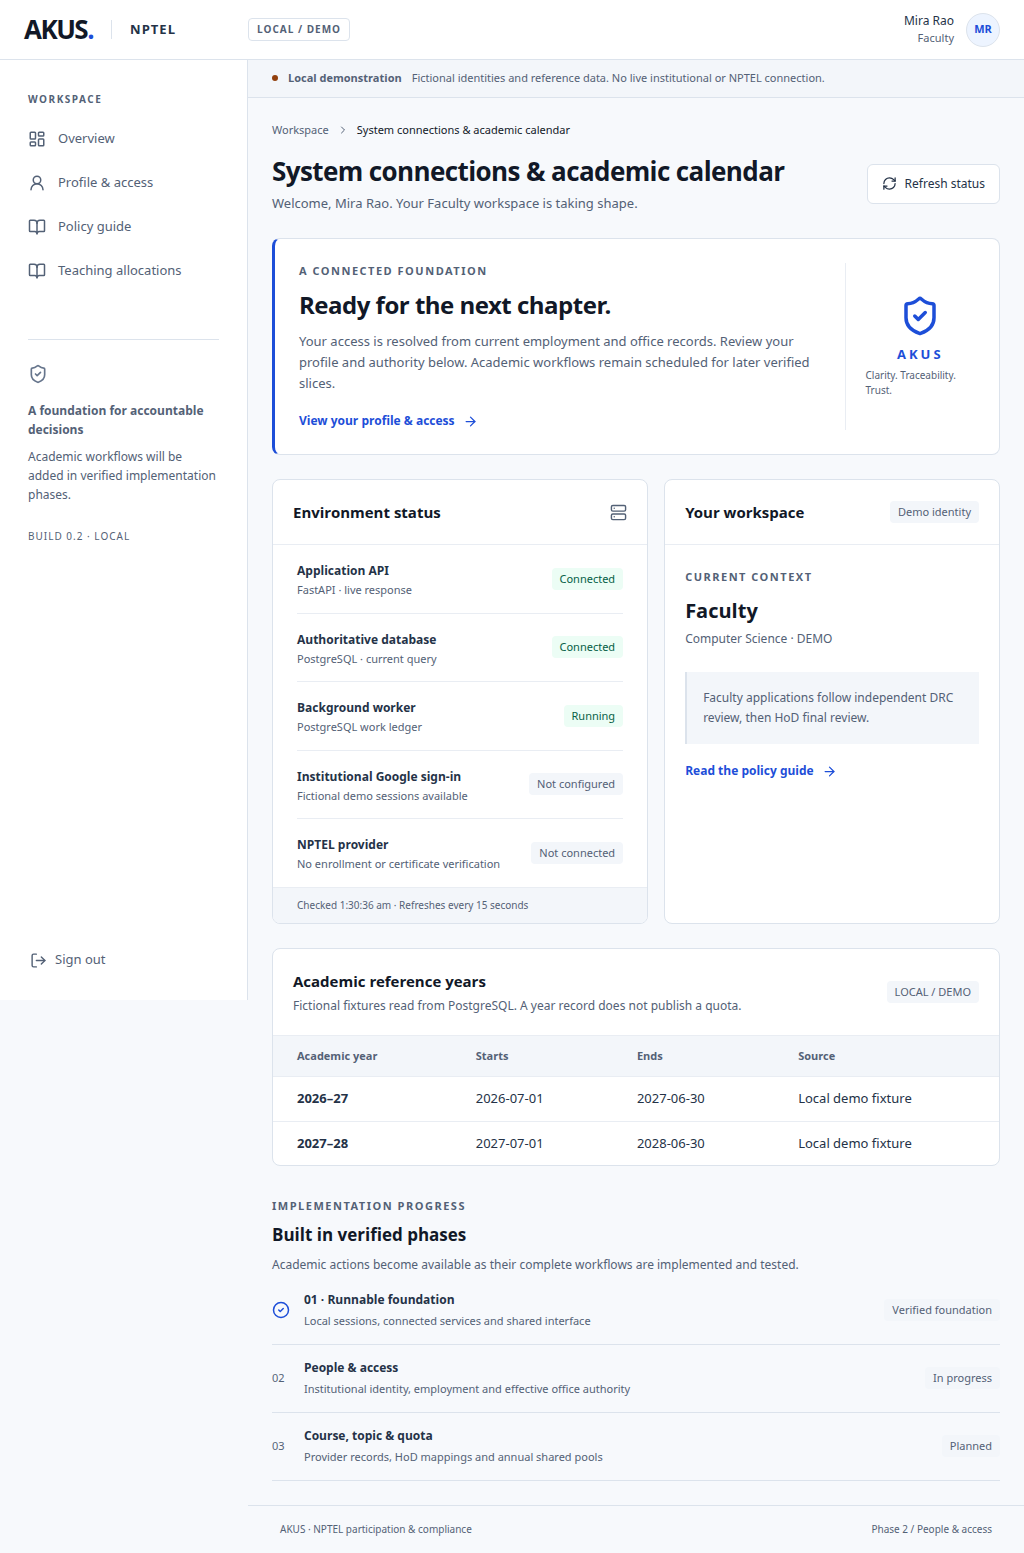 AKUS.
NPTEL
LOCAL / DEMO
Mira Rao
Faculty
MR
WORKSPACE
Overview
Profile & access
Policy guide
Teaching allocations
A foundation for accountable
decisions
Academic workflows will be
added in verified implementation
phases.
BUILD 0.2 · LOCAL
Sign out
Local demonstration Fictional identities and reference data. No live institutional or NPTEL connection.
Workspace > System connections & academic calendar
System connections & academic calendar
Welcome, Mira Rao. Your Faculty workspace is taking shape.
Refresh status
A CONNECTED FOUNDATION
Ready for the next chapter.
Your access is resolved from current employment and office records. Review your
profile and authority below. Academic workflows remain scheduled for later verified
slices.
View your profile & access →
AKUS
Clarity. Traceability.
Trust.
Environment status
Application API
FastAPI · live response
Connected
Authoritative database
PostgreSQL · current query
Connected
Background worker
PostgreSQL work ledger
Running
Institutional Google sign-in
Fictional demo sessions available
Not configured
NPTEL provider
No enrollment or certificate verification
Not connected
Checked 1:30:36 am · Refreshes every 15 seconds
Your workspace
Demo identity
CURRENT CONTEXT
Faculty
Computer Science · DEMO
Faculty applications follow independent DRC
review, then HoD final review.
Read the policy guide →
Academic reference years
Fictional fixtures read from PostgreSQL. A year record does not publish a quota.
LOCAL / DEMO
Academic year Starts Ends Source
2026–27 2026-07-01 2027-06-30 Local demo fixture
2027–28 2027-07-01 2028-06-30 Local demo fixture
IMPLEMENTATION PROGRESS
Built in verified phases
Academic actions become available as their complete workflows are implemented and tested.
01 · Runnable foundation
Local sessions, connected services and shared interface
Verified foundation
02
People & access
Institutional identity, employment and effective office authority
In progress
03
Course, topic & quota
Provider records, HoD mappings and annual shared pools
Planned
AKUS · NPTEL participation & compliance
Phase 2 / People & access